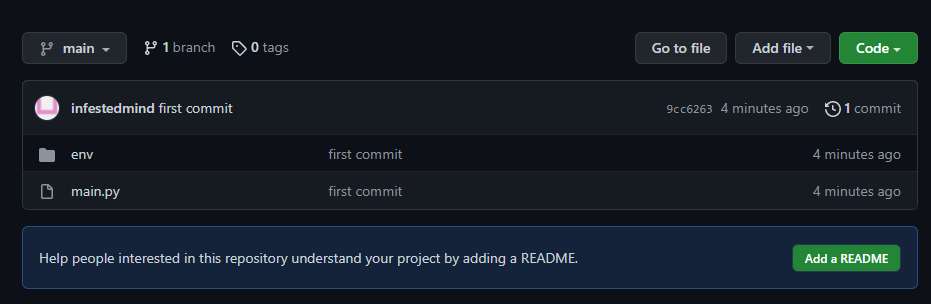 main 1 branch 0 tags Go to file Add file Code
infestedmind first commit 9cc6263 4 minutes ago 1 commit
env first commit 4 minutes ago
main.py first commit 4 minutes ago
Help people interested in this repository understand your project by adding a README. Add a README